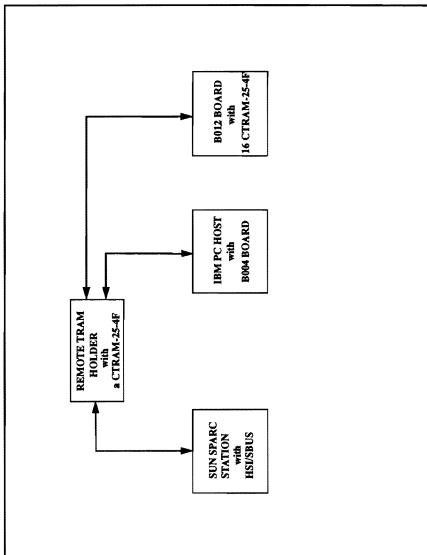 REMOTE TRAM
HOLDER
with
a CTRAM-25-4F
SUN SPARC
STATION
with
HSI/SBUS
IBM PC HOST
with
B004 BOARD
B012 BOARD
with
16 CTRAM-25-4F